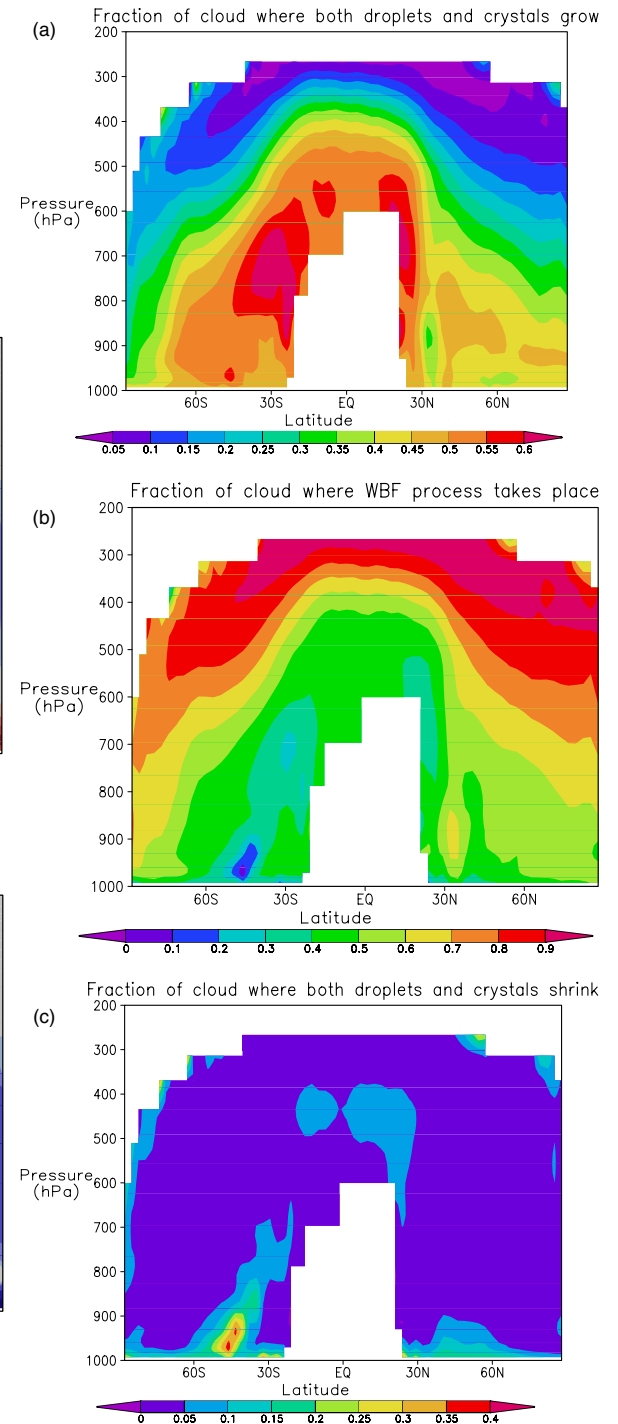 Fraction of cloud where both droplets and crystals grow
(a)
200
300
400
500
600
700
800
900
1000
Pressure
(hPa)
60S 30S EQ 30N 60N
Latitude
0.05 0.1 0.15 0.2 0.25 0.3 0.35 0.4 0.45 0.5 0.55 0.6
Fraction of cloud where WBF process takes place
(b)
200
300
400
500
600
700
800
900
1000
Pressure
(hPa)
60S 30S EQ 30N 60N
Latitude
0 0.1 0.2 0.3 0.4 0.5 0.6 0.7 0.8 0.9
Fraction of cloud where both droplets and crystals shrink
(c)
200
300
400
500
600
700
800
900
1000
Pressure
(hPa)
60S 30S EQ 30N 60N
Latitude
0 0.05 0.1 0.15 0.2 0.25 0.3 0.35 0.4